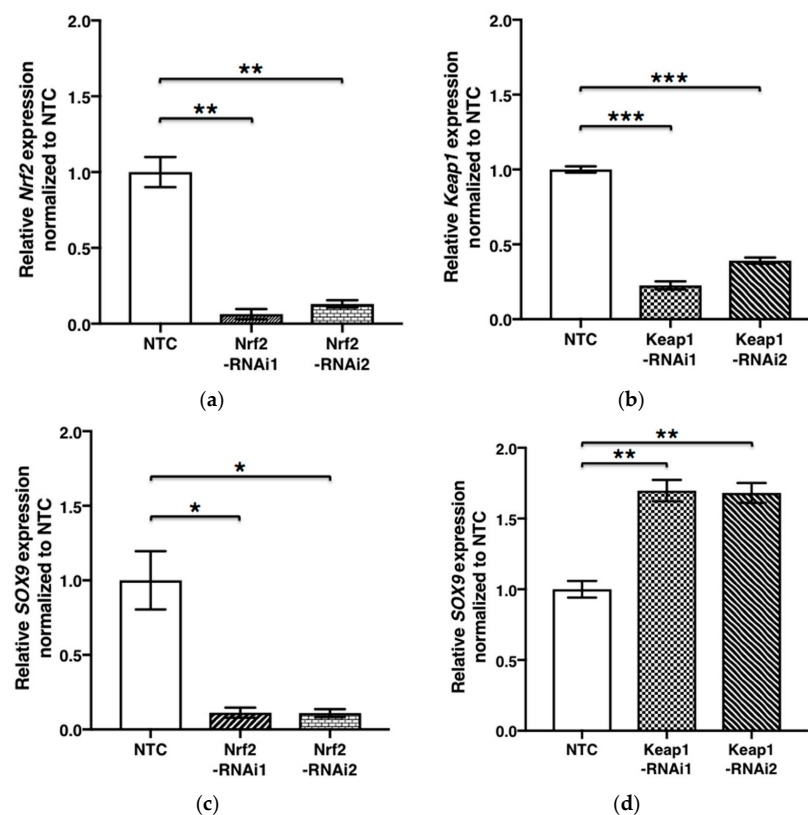 Relative Nrf2 expression
normalized to NTC
2.0
1.5
1.0
0.5
0.0
**
**
NTC
Nrf2
-RNAi1
Nrf2
-RNAi2
(a)
Relative Keap1 expression
normalized to NTC
2.0
1.5
1.0
0.5
0.0
***
***
NTC
Keap1
-RNAi1
Keap1
-RNAi2
(b)
Relative SOX9 expression
normalized to NTC
2.0
1.5
1.0
0.5
0.0
*
*
NTC
Nrf2
-RNAi1
Nrf2
-RNAi2
(c)
Relative SOX9 expression
normalized to NTC
2.0
1.5
1.0
0.5
0.0
**
**
NTC
Keap1
-RNAi1
Keap1
-RNAi2
(d)